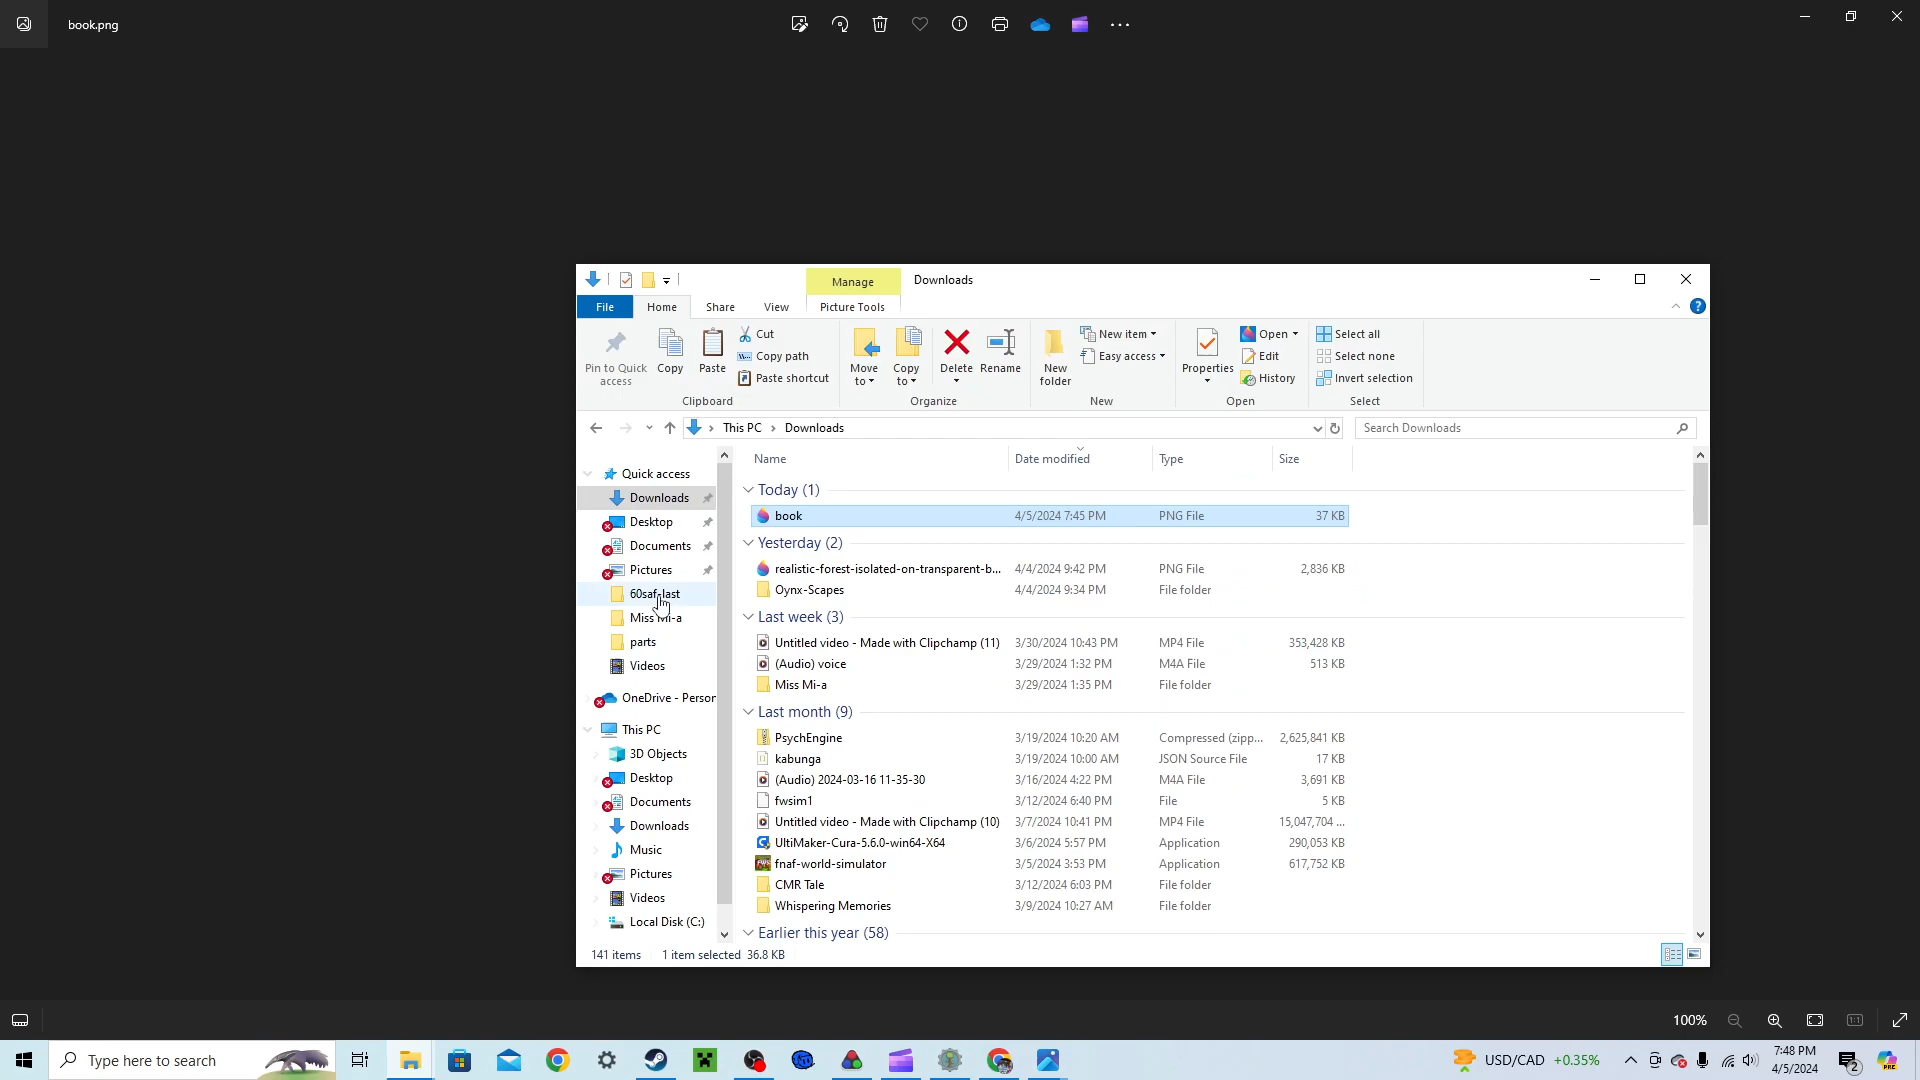 book.png
Manage
Downloads
File
Home
Share
View
Picture Tools
Pin to Quick access
Copy
Paste
Cut
Copy path
Paste shortcut
Move to
Copy to
Delete
Rename
New folder
New item
Easy access
Properties
Open
Edit
History
Select all
Select none
Invert selection
Clipboard
Organize
New
Open
Select
This PC
Downloads
Search Downloads
Name
Date modified
Type
Size
Quick access
Downloads
Desktop
Documents
Pictures
60saf-last
Miss Mi-a
parts
Videos
OneDrive - Person
This PC
3D Objects
Desktop
Documents
Downloads
Music
Pictures
Videos
Local Disk (C:)
Today (1)
book 4/5/2024 7:45 PM PNG File 37 KB
Yesterday (2)
realistic-forest-isolated-on-transparent-b... 4/4/2024 9:42 PM PNG File 2,836 KB
Oynx-Scapes 4/4/2024 9:34 PM File folder
Last week (3)
Untitled video - Made with Clipchamp (11) 3/30/2024 10:43 PM MP4 File 353,428 KB
(Audio) voice 3/29/2024 1:32 PM M4A File 513 KB
Miss Mi-a 3/29/2024 1:35 PM File folder
Last month (9)
PsychEngine 3/19/2024 10:20 AM Compressed (zipp... 2,625,841 KB
kabunga 3/19/2024 10:00 AM JSON Source File 17 KB
(Audio) 2024-03-16 11-35-30 3/16/2024 4:22 PM M4A File 3,691 KB
fwsim1 3/12/2024 6:40 PM File 5 KB
Untitled video - Made with Clipchamp (10) 3/7/2024 10:41 PM MP4 File 15,047,704 ...
UltiMaker-Cura-5.6.0-win64-X64 3/6/2024 5:57 PM Application 290,053 KB
fnaf-world-simulator 3/5/2024 3:53 PM Application 617,752 KB
CMR Tale 3/12/2024 6:03 PM File folder
Whispering Memories 3/9/2024 10:27 AM File folder
Earlier this year (58)
141 items 1 item selected 36.8 KB
100%
1:1
Type here to search
USD/CAD +0.35%
7:48 PM
4/5/2024
2
PRE